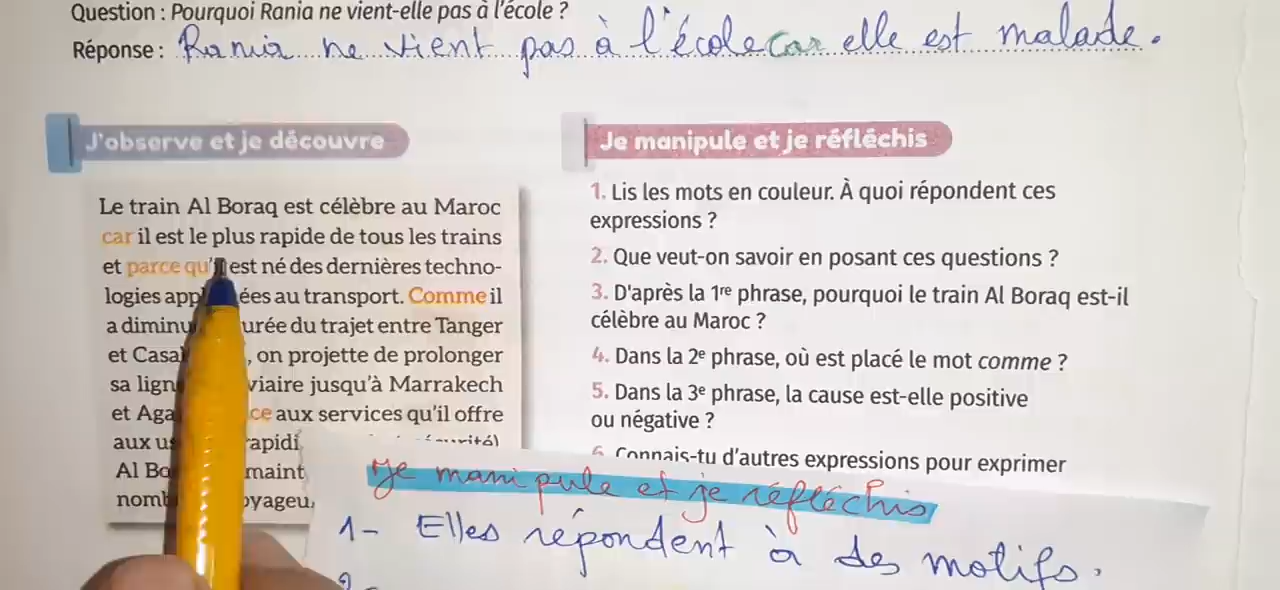 Question : Pourquoi Rania ne vient-elle pas à l'école ?
Réponse : Rania ne vient pas à l'école car elle est malade.
J'observe et je découvre
Le train Al Boraq est célèbre au Maroc
car il est le plus rapide de tous les trains
et parce qu'il est né des dernières techno-
logies app ées au transport. Comme il
a diminu urée du trajet entre Tanger
et Casa , on projette de prolonger
sa lign viaire jusqu'à Marrakech
et Aga ce aux services qu'il offre
aux u rapidi
Al Bo maint
nomb oyageu
Je manipule et je réfléchis
1. Lis les mots en couleur. À quoi répondent ces
expressions ?
2. Que veut-on savoir en posant ces questions ?
3. D'après la 1re phrase, pourquoi le train Al Boraq est-il
célèbre au Maroc ?
4. Dans la 2e phrase, où est placé le mot comme ?
5. Dans la 3e phrase, la cause est-elle positive
ou négative ?
6. Connais-tu d'autres expressions pour exprimer
Je manipule et je réfléchis
1- Elles répondent à des motifs.